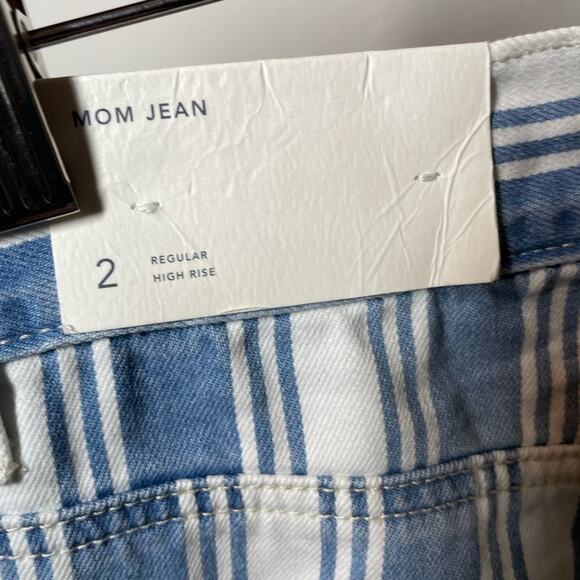 MOM JEAN
2
REGULAR
HIGH RISE